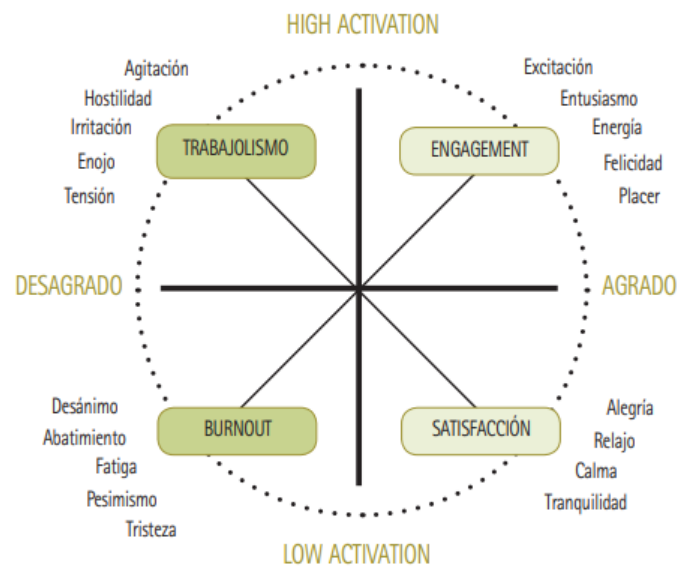 HIGH ACTIVATION
Agitación
Hostilidad
Irritación
Enojo
Tensión
TRABAJOLISMO
Excitación
Entusiasmo
Energía
Felicidad
Placer
ENGAGEMENT
DESAGRADO
AGRADO
Desánimo
Abatimiento
Fatiga
Pesimismo
Tristeza
BURNOUT
SATISFACCIÓN
Alegría
Relajo
Calma
Tranquilidad
LOW ACTIVATION